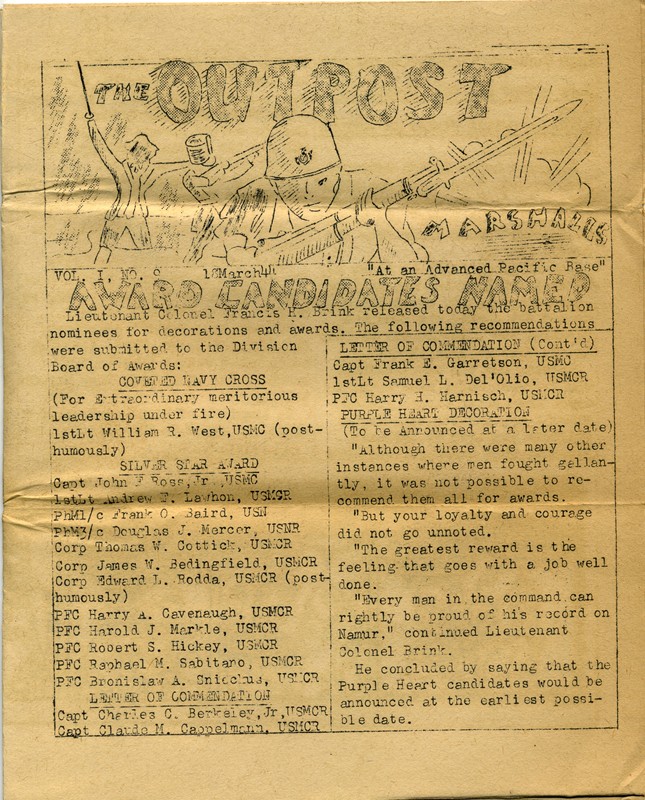 THE OUTPOST
MARSHALLS
VOL. I, NO. 8 18March44 "At an Advanced Pacific Base"
AWARD CANDIDATES NAMED
Lieutenant Colonel Francis H. Brink released today the battalion
nominees for decorations and awards. The following recommendations
were submitted to the Division
Board of Awards:
COVETED NAVY CROSS
(For Extraordinary meritorious
leadership under fire)
1stLt William R. West,USMC (post-
humously)
SILVER STAR AWARD
Capt John F Ross,Jr,USMC
1stLt Andrew F. Lawhon, USMCR
PhM1/c Frank O. Baird, USN
PhM3/c Douglas J. Mercer, USNR
Corp Thomas W. Cottick, USMCR
Corp James W. Bedingfield, USMCR
Corp Edward L. Rodda, USMCR (post-
humously)
PFC Harry A. Cavenaugh, USMCR
PFC Harold J. Markle, USMCR
PFC Robert S. Hickey, USMCR
PFC Raphael M. Sabitano, USMCR
PFC Bronislaw A. USMCR
LETTER OF COMMENDATION
Capt Charles C. Berkeley,Jr,USMCR
Capt Claude M. Cappelmann, USMCR
LETTER OF COMMENDATION (Cont'd)
Capt Frank E. Garretson, USMC
1stLt Samuel L. Del'Olio, USMCR
PFC Harry H. Harnisch, USMCR
PURPLE HEART DECORATION
(To be Announced at a later date)
"Although there were many other
instances where men fought gallan-
tly, it was not possible to re-
commend them all for awards.
"But your loyalty and courage
did not go unnoted.
"The greatest reward is the
feeling that goes with a job well
done.
"Every man in the command can
rightly be proud of his record on
Namur," continued Lieutenant
Colonel Brink.
He concluded by saying that the
Purple Heart candidates would be
announced at the earliest possi-
ble date.